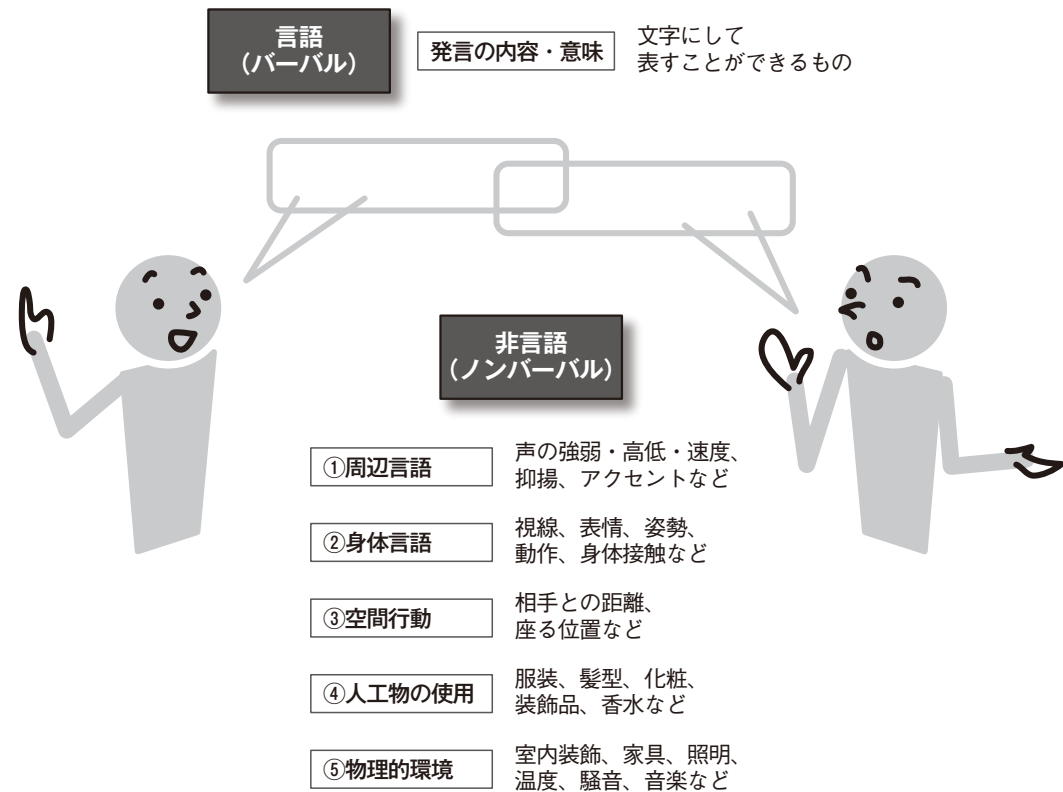 言語
(バーバル)
発言の内容・意味
文字にして
表すことができるもの
非言語
(ノンバーバル)
①周辺言語
声の強弱・高低・速度、
抑揚、アクセントなど
②身体言語
視線、表情、姿勢、
動作、身体接触など
③空間行動
相手との距離、
座る位置など
④人工物の使用
服装、髪型、化粧、
装飾品、香水など
⑤物理的環境
室内装飾、家具、照明、
温度、騒音、音楽など